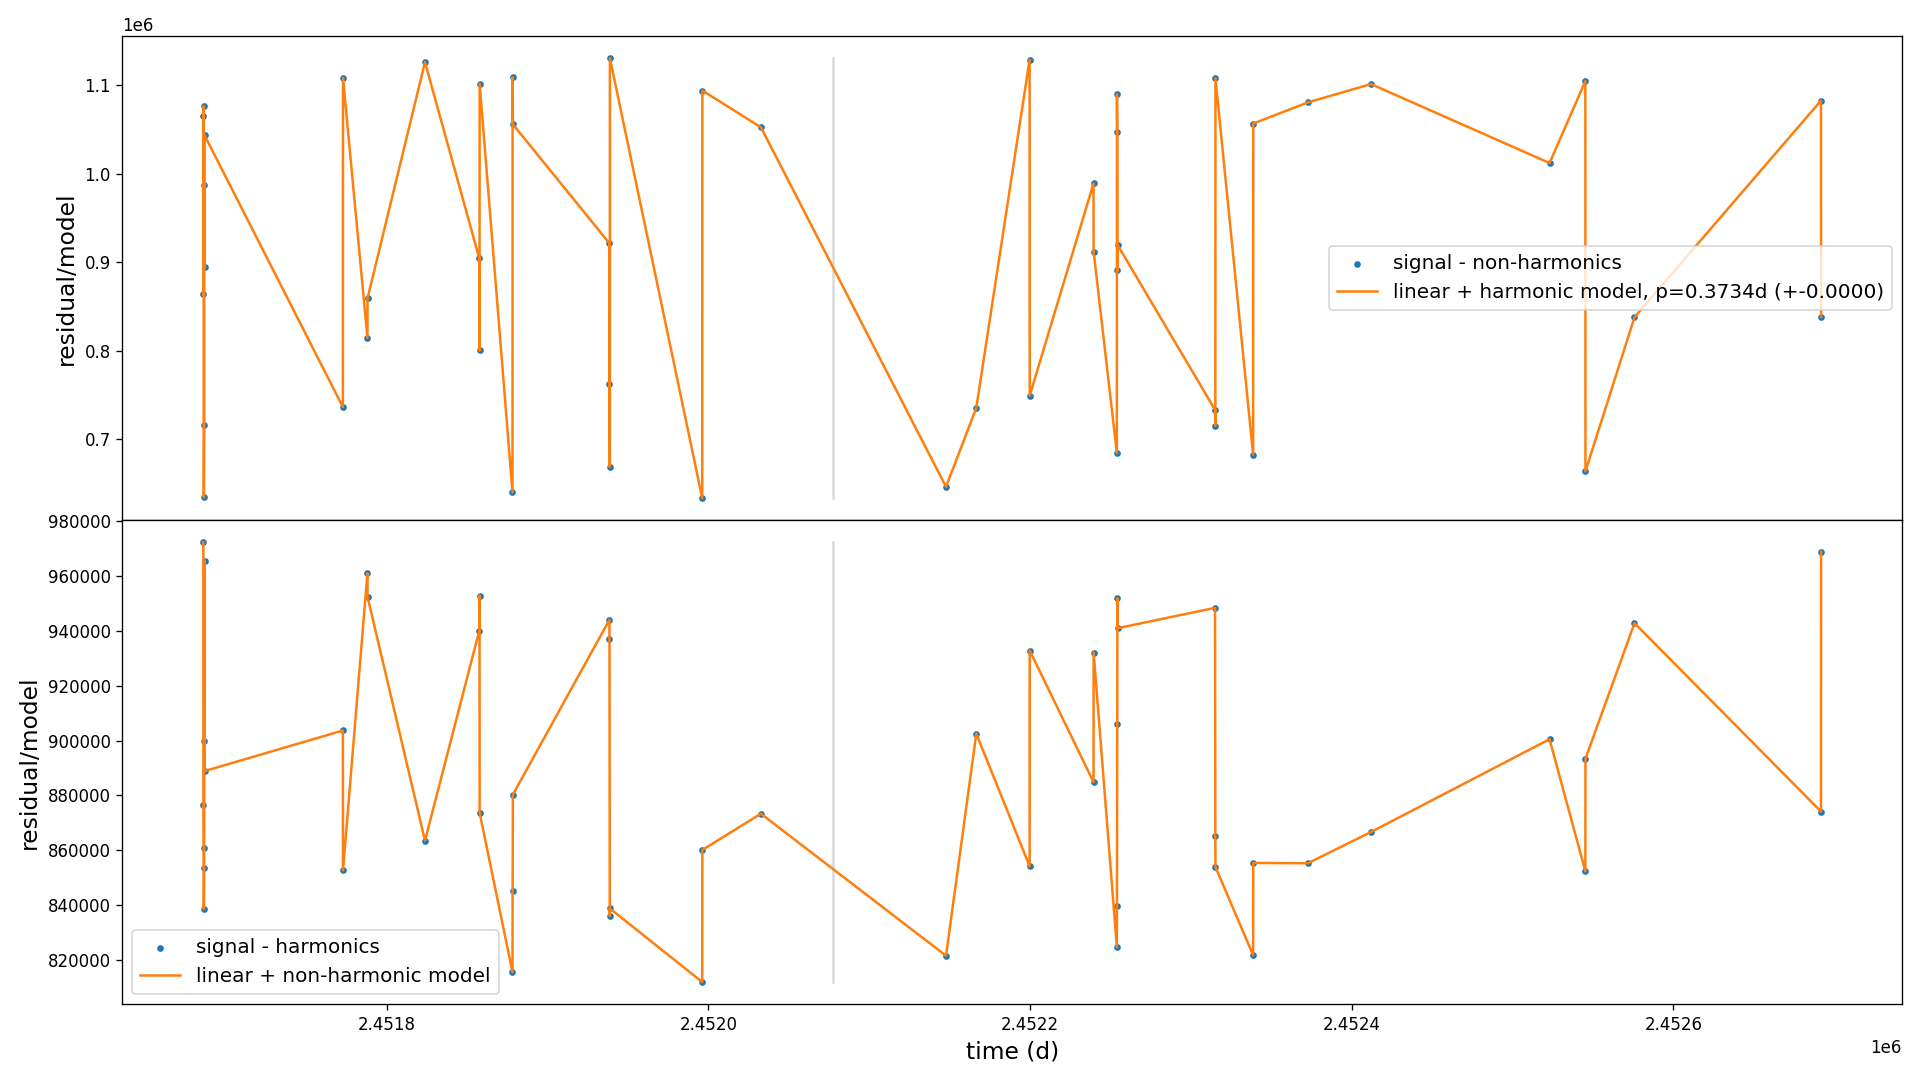 1e6
1.1
1.0
0.9
0.8
0.7
residual/model
signal - non-harmonics
linear + harmonic model, p=0.3734d (+-0.0000)
980000
960000
940000
920000
900000
880000
860000
840000
820000
residual/model
signal - harmonics
linear + non-harmonic model
2.4518 2.4520 2.4522 2.4524 2.4526
time (d)
1e6